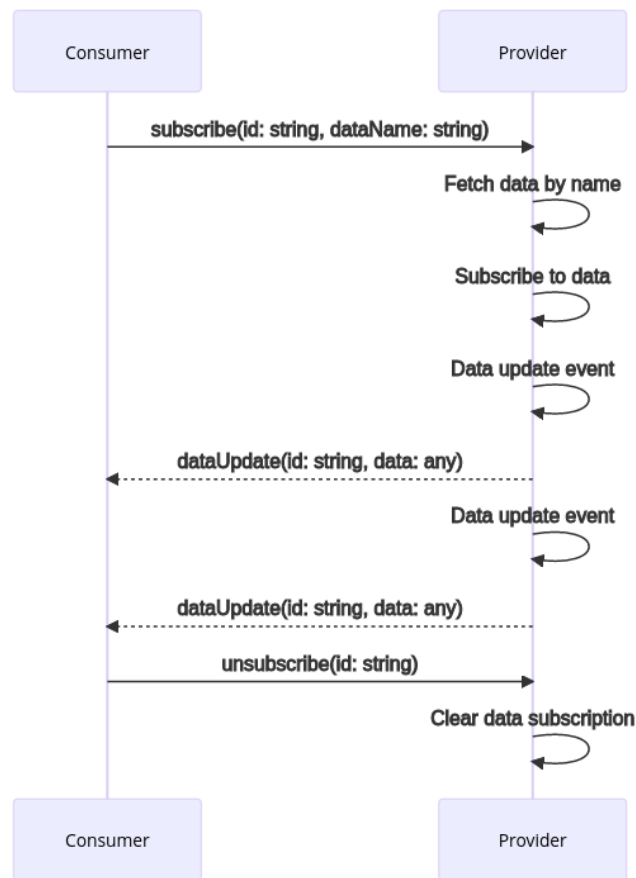 Consumer
Provider
subscribe(id: string, dataName: string)
Fetch data by name
Subscribe to data
Data update event
dataUpdate(id: string, data: any)
Data update event
dataUpdate(id: string, data: any)
unsubscribe(id: string)
Clear data subscription
Consumer
Provider